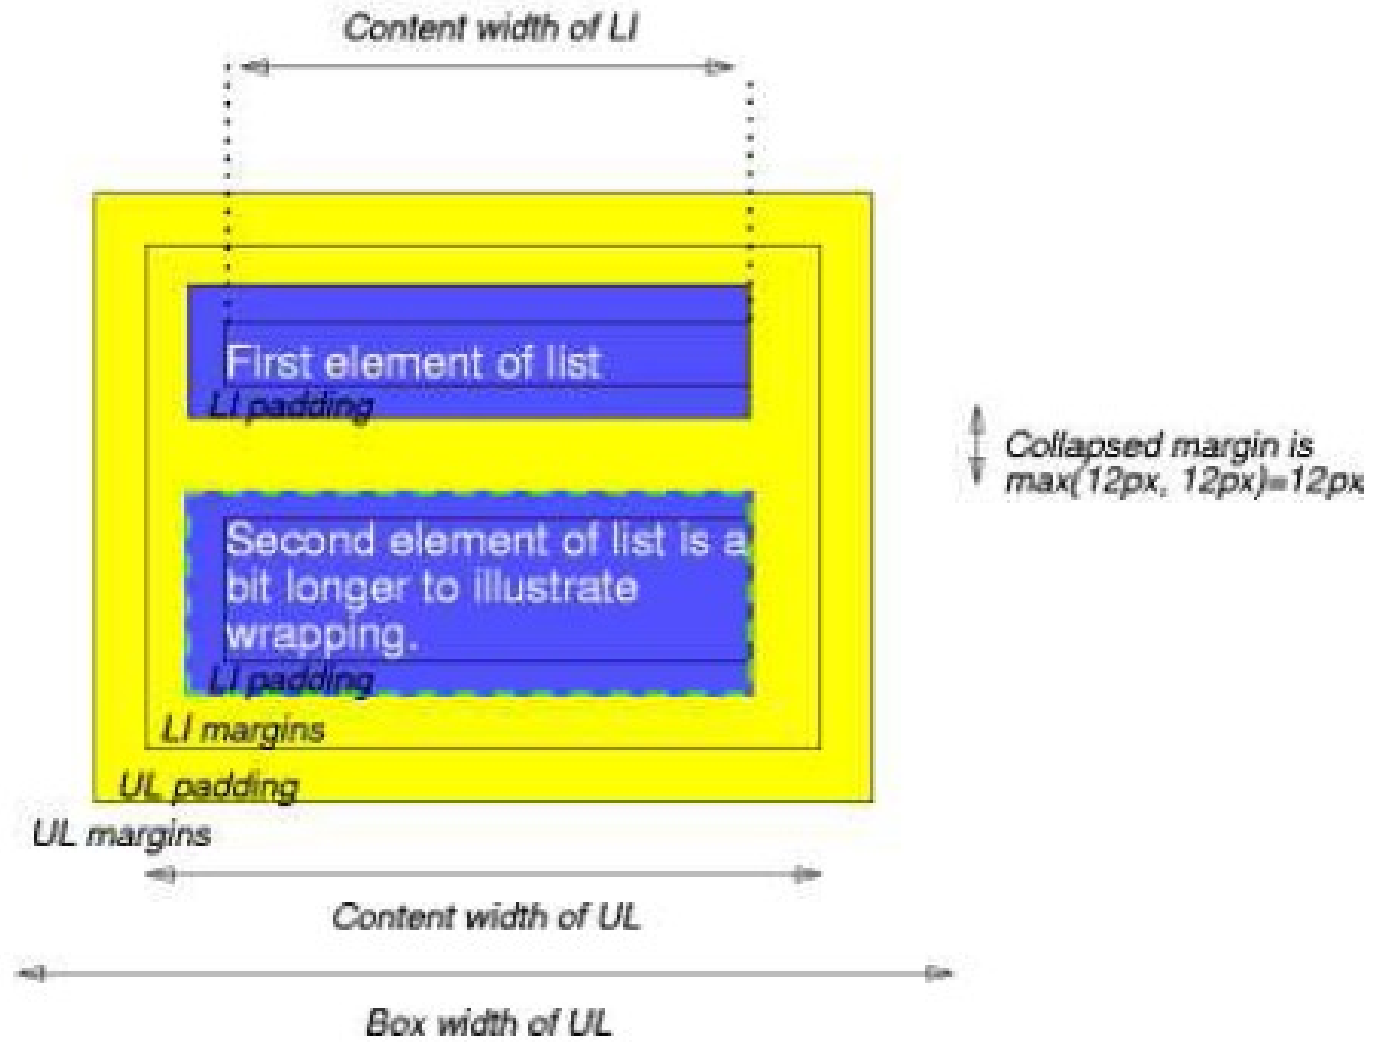 Content width of LI
First element of list
LI padding
Collapsed margin is
max(12px, 12px)=12px
Second element of list is a
bit longer to illustrate
wrapping.
LI padding
LI margins
UL padding
UL margins
Content width of UL
Box width of UL